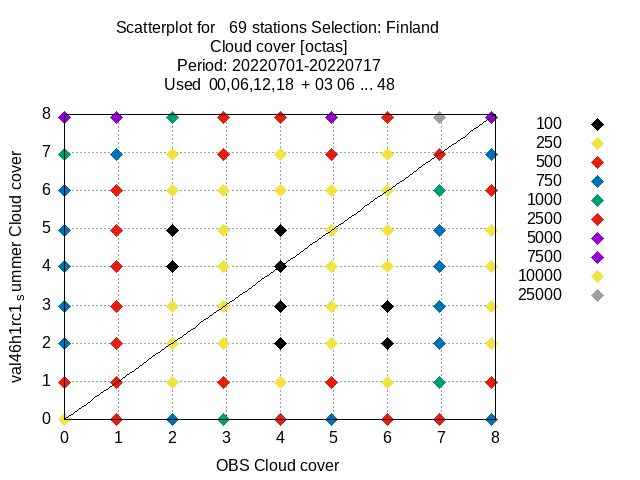 Scatterplot for 69 stations Selection: Finland
Cloud cover [octas]
Period: 20220701-20220717
Used 00,06,12,18 + 03 06 ... 48
8
7
6
5
4
3
2
1
0
val46h1rc1 s ummer Cloud cover
0 1 2 3 4 5 6 7 8
OBS Cloud cover
100
250
500
750
1000
2500
5000
7500
10000
25000